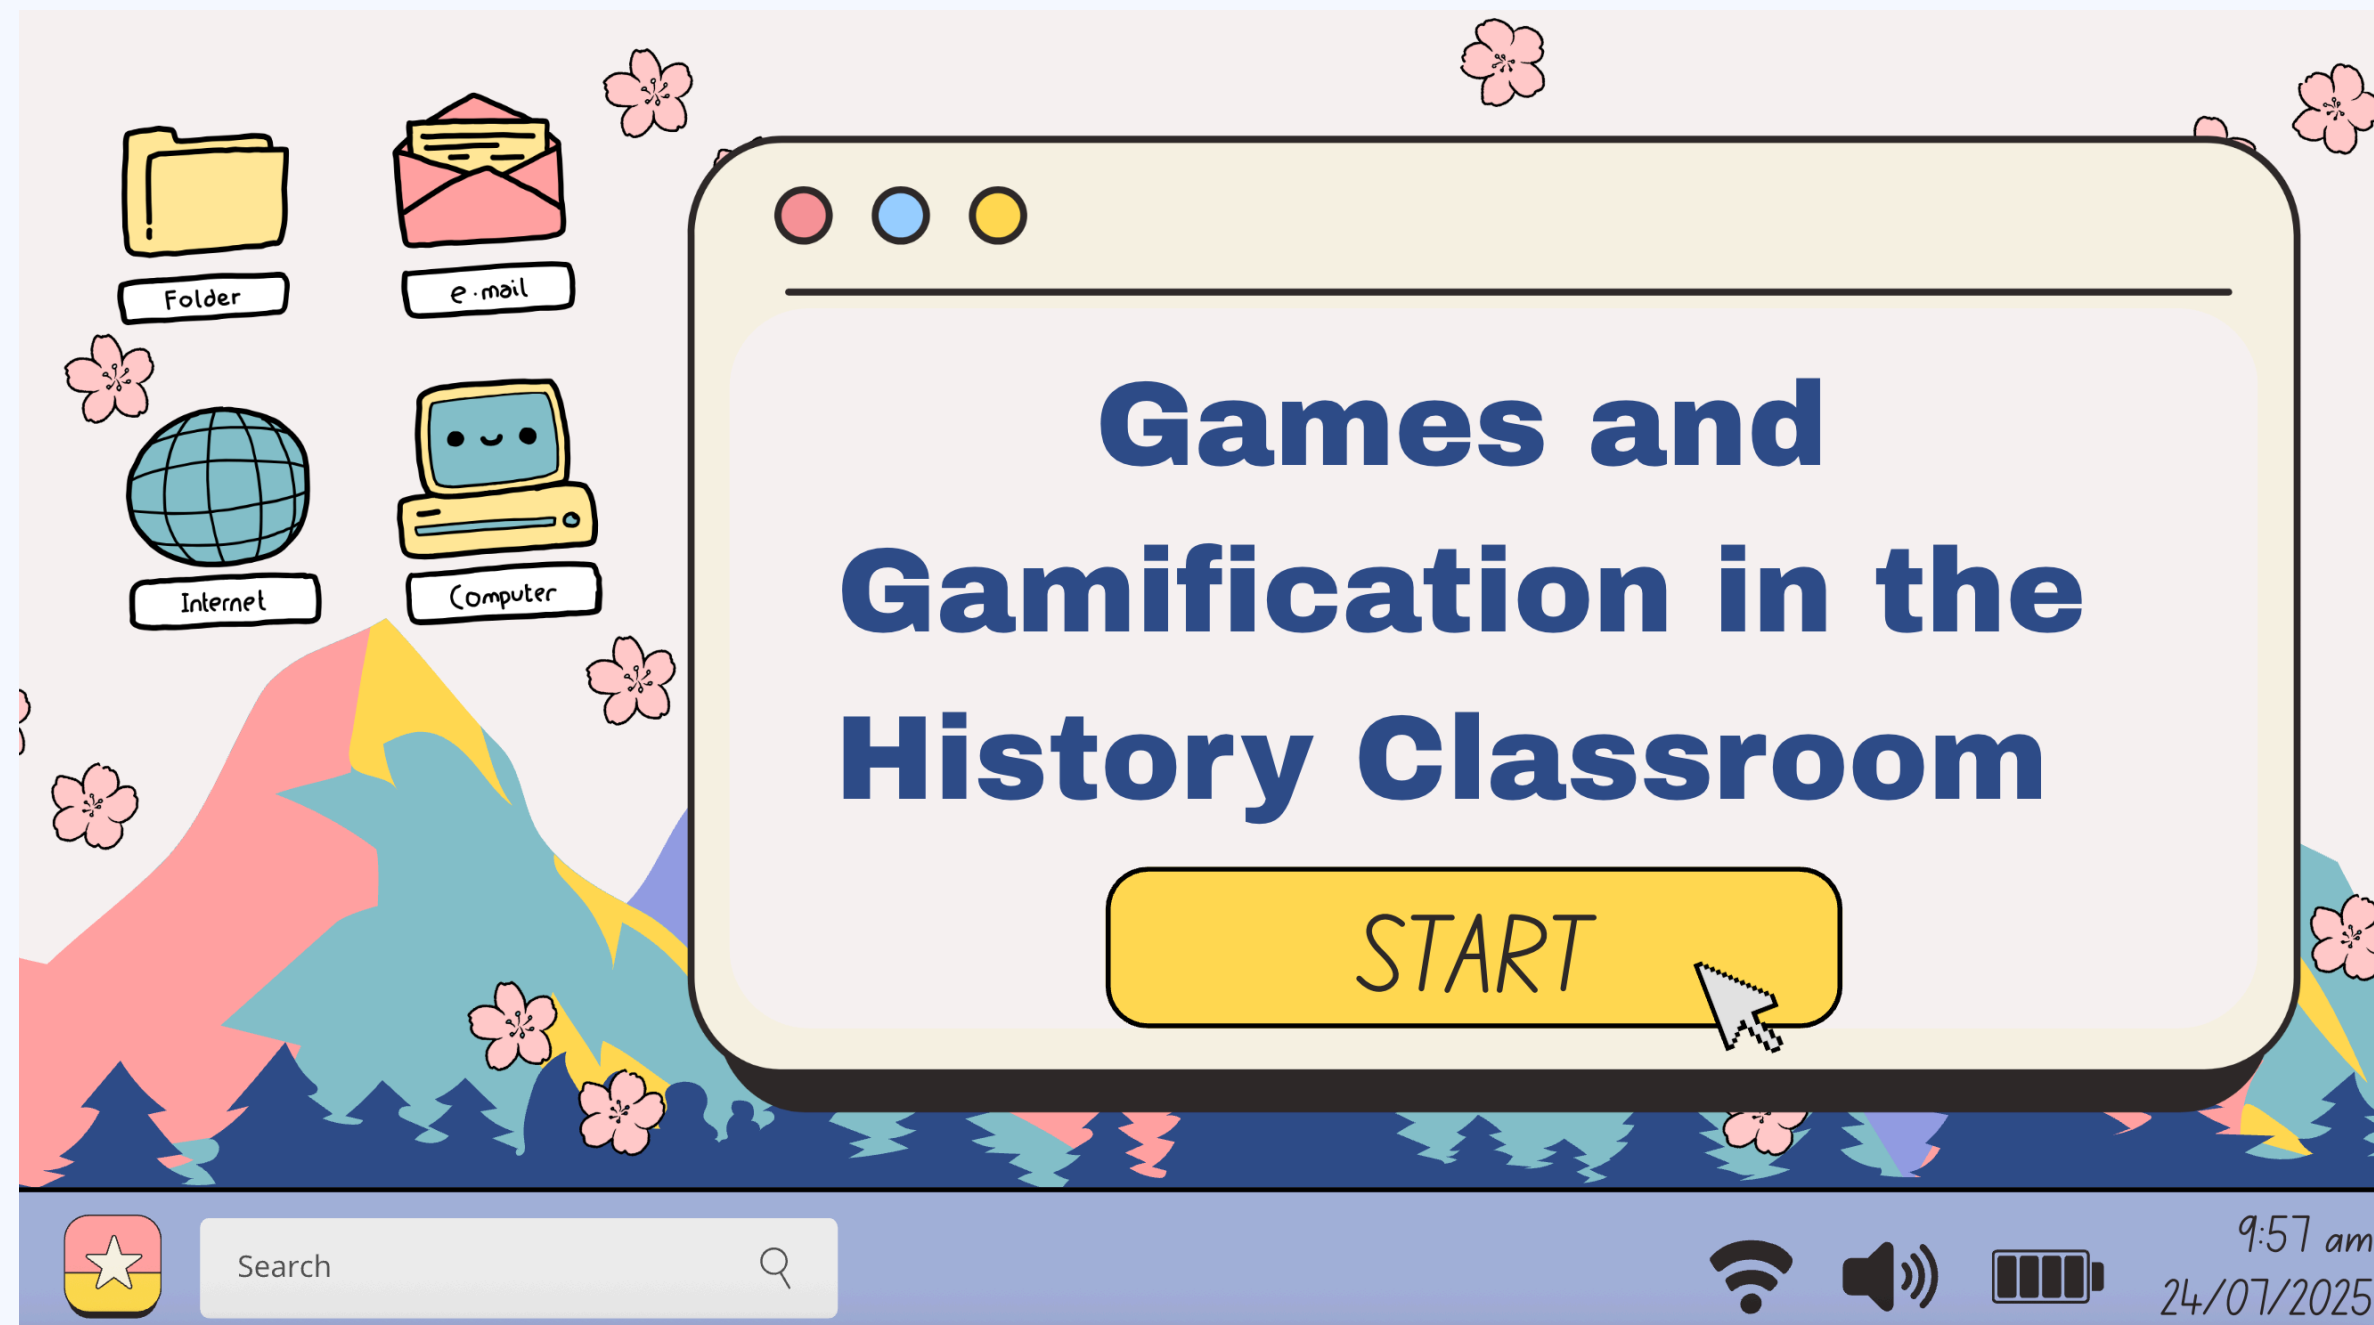 Folder
e-mail
Internet
Computer
Games and
Gamification in the
History Classroom
START
Search
9:57 am
24/07/2025